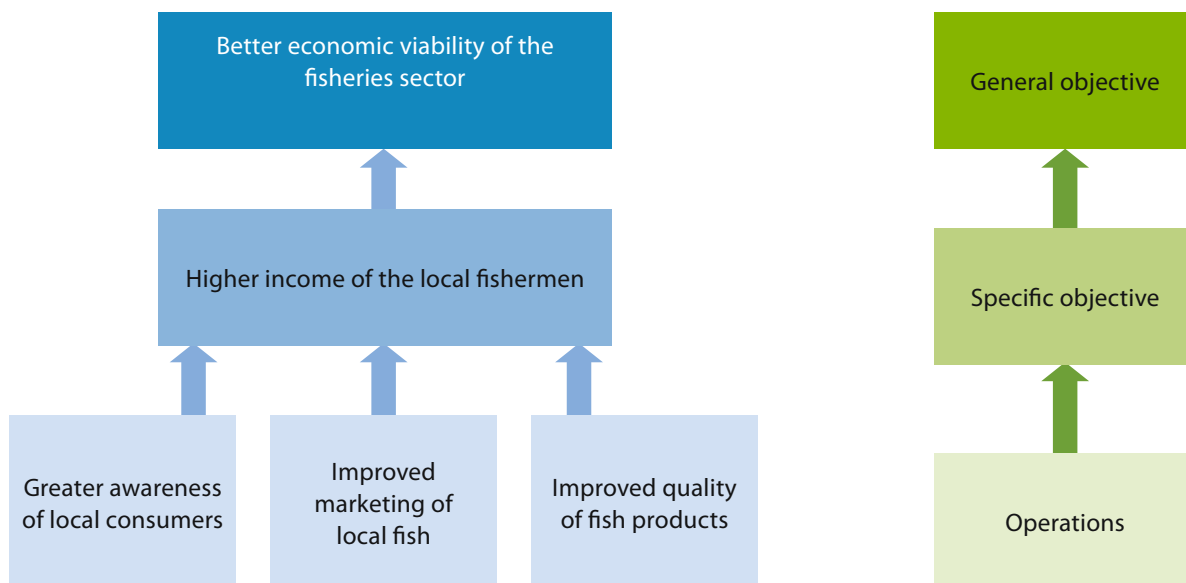 Better economic viability of the
fisheries sector
General objective
Higher income of the local fishermen
Specific objective
Greater awareness
of local consumers
Improved
marketing of
local fish
Improved quality
of fish products
Operations